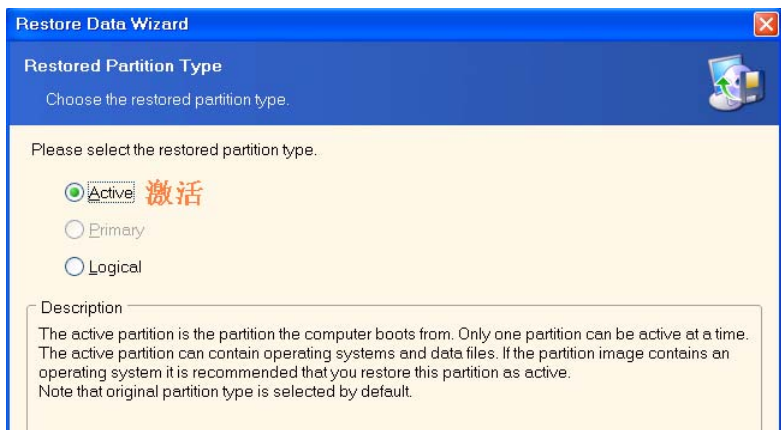 Restore Data Wizard
Restored Partition Type
Choose the restored partition type.
Please select the restored partition type.
Active 激活
Primary
Logical
Description
The active partition is the partition the computer boots from. Only one partition can be active at a time.
The active partition can contain operating systems and data files. If the partition image contains an
operating system it is recommended that you restore this partition as active.
Note that original partition type is selected by default.